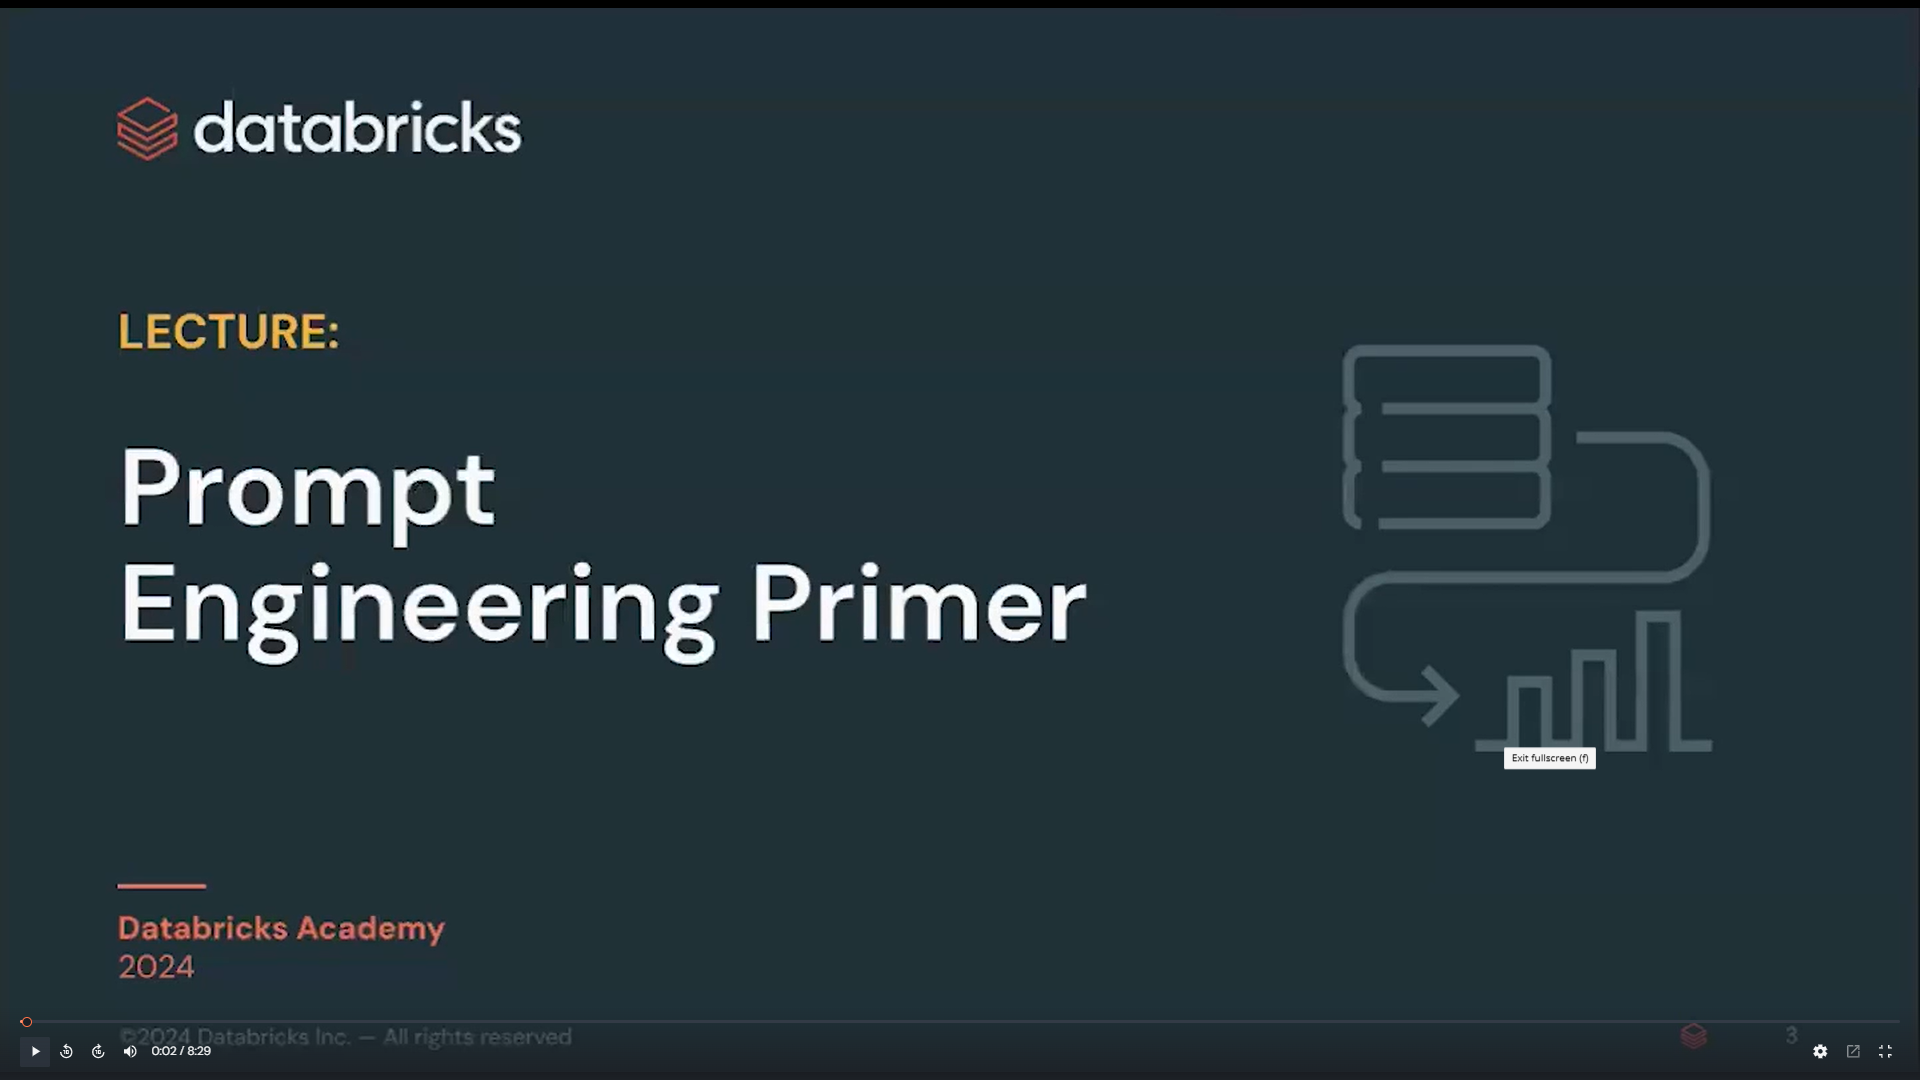 databricks
LECTURE:
Prompt
Engineering Primer
Exit fullscreen (f)
Databricks Academy
2024
©2024 Databricks Inc. — All rights reserved
3
0:02 / 8:29